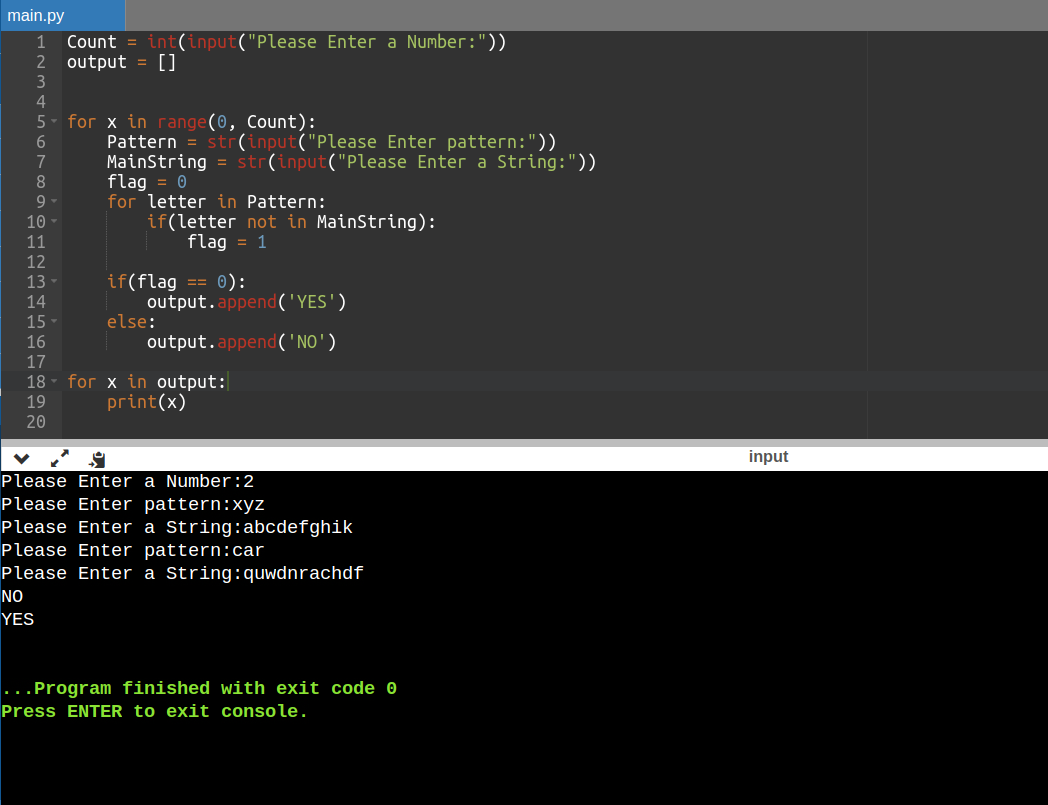 main.py
1 Count = int(input("Please Enter a Number:"))
2 output = []
3
4
5 for x in range(0, Count):
6     Pattern = str(input("Please Enter pattern:"))
7     MainString = str(input("Please Enter a String:"))
8     flag = 0
9     for letter in Pattern:
10         if(letter not in MainString):
11             flag = 1
12
13     if(flag == 0):
14         output.append('YES')
15     else:
16         output.append('NO')
17
18 for x in output:
19     print(x)
20
input
Please Enter a Number:2
Please Enter pattern:xyz
Please Enter a String:abcdefghik
Please Enter pattern:car
Please Enter a String:quwdnrachdf
NO
YES
...Program finished with exit code 0
Press ENTER to exit console.